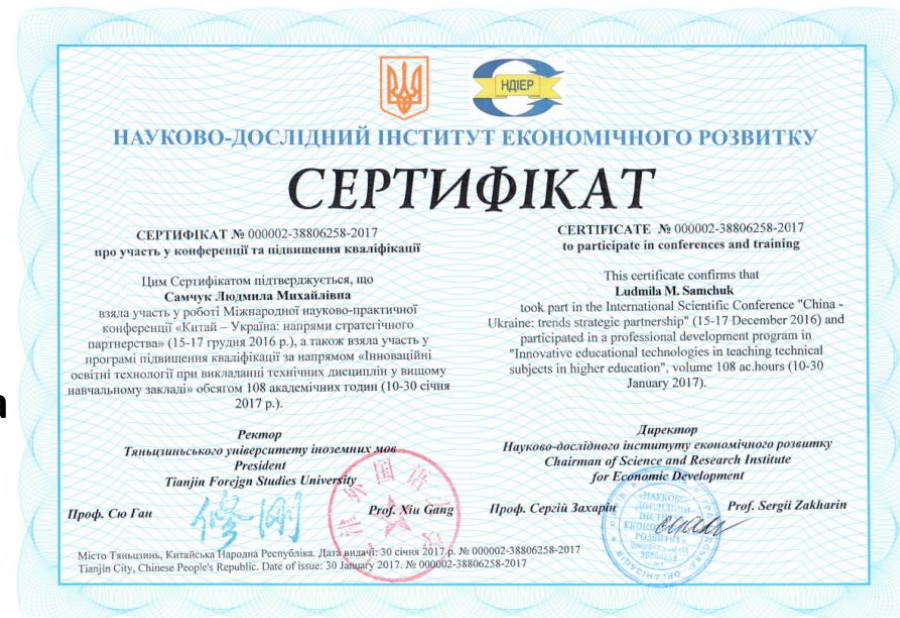 НДІЕР
НАУКОВО-ДОСЛІДНИЙ ІНСТИТУТ ЕКОНОМІЧНОГО РОЗВИТКУ
СЕРТИФІКАТ
СЕРТИФІКАТ № 000002-38806258-2017
про участь у конференції та підвищення кваліфікації
Цим Сертифікатом підтверджується, що
Самчук Людмила Михайлівна
взяла участь у роботі Міжнародної науково-практичної
конференції «Китай – Україна: напрями стратегічного
партнерства» (15-17 грудня 2016 р.), а також взяла участь у
програмі підвищення кваліфікації за напрямом «Інноваційні
освітні технології при викладанні технічних дисциплін у вищому
навчальному закладі» обсягом 108 академічних годин (10-30 січня
2017 р.).
CERTIFICATE № 000002-38806258-2017
to participate in conferences and training
This certificate confirms that
Ludmila M. Samchuk
took part in the International Scientific Conference "China -
Ukraine: trends strategic partnership" (15-17 December 2016) and
participated in a professional development program in
"Innovative educational technologies in teaching technical
subjects in higher education", volume 108 ac.hours (10-30
January 2017).
а
Ректор
Тяньцзиньського університету іноземних мов
President
Tianjin Foreign Studies University
Проф. Сю Ган
Prof. Xiu Gang
修刚
Директор
Науково-дослідного інституту економічного розвитку
Chairman of Science and Research Institute
for Economic Development
Проф. Сергій Захарін
Prof. Sergii Zakharin
Місто Тяньцзинь, Китайська Народна Республіка. Дата видачі: 30 січня 2017 р. № 000002-38806258-2017
Tianjin City, Chinese People's Republic. Date of issue: 30 January 2017. № 000002-38806258-2017